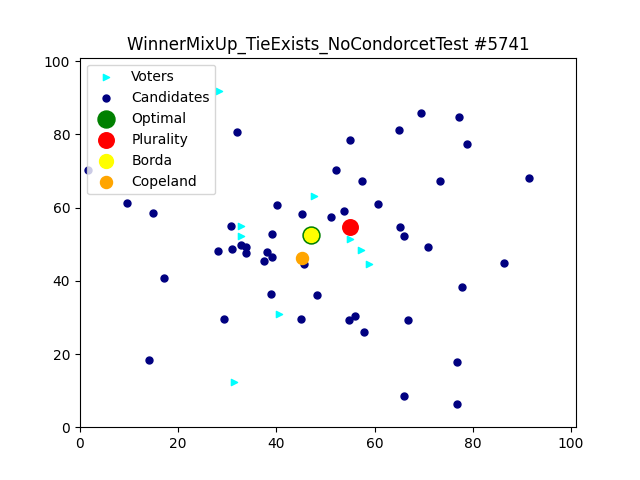 WinnerMixUp_TieExists_NoCondorcetTest #5741
Voters
Candidates
Optimal
Plurality
Borda
Copeland
100
80
60
40
20
0
0 20 40 60 80 100